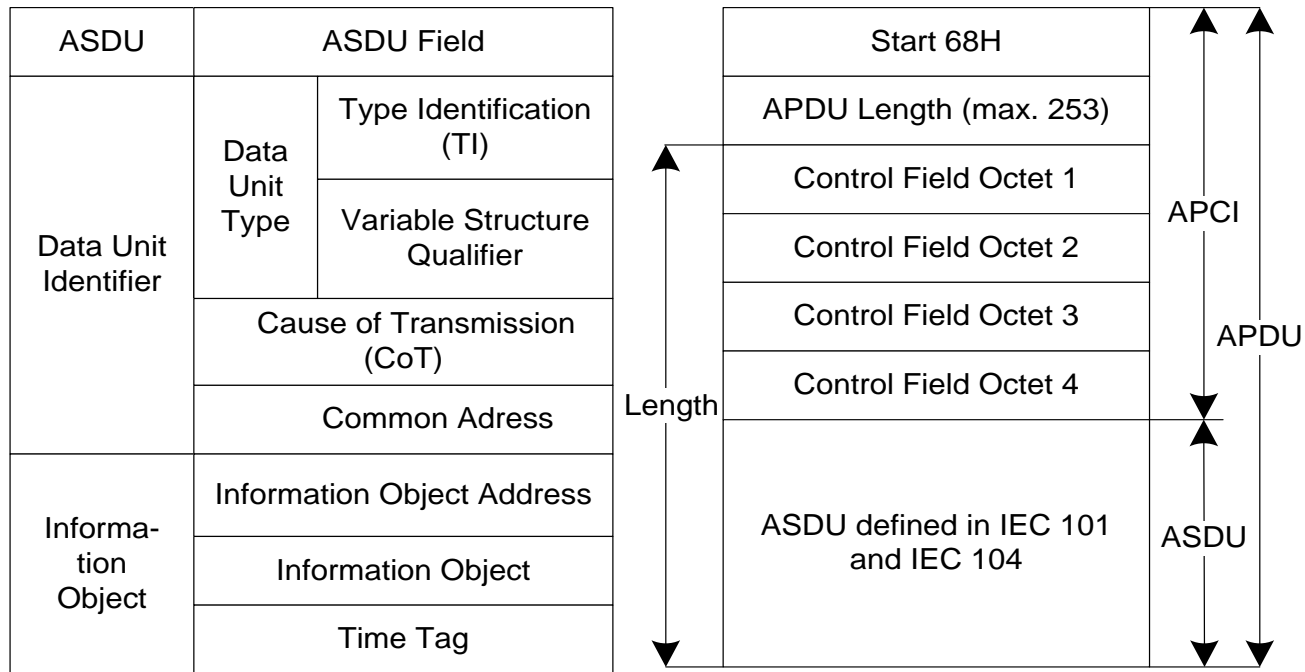 ASDU
ASDU Field
Data Unit
Identifier
Data
Unit
Type
Type Identification
(TI)
Variable Structure
Qualifier
Cause of Transmission
(CoT)
Common Adress
Informa-
tion
Object
Information Object Address
Information Object
Time Tag
Start 68H
APDU Length (max. 253)
Control Field Octet 1
Control Field Octet 2
Control Field Octet 3
Control Field Octet 4
ASDU defined in IEC 101
and IEC 104
Length
APCI
ASDU
APDU